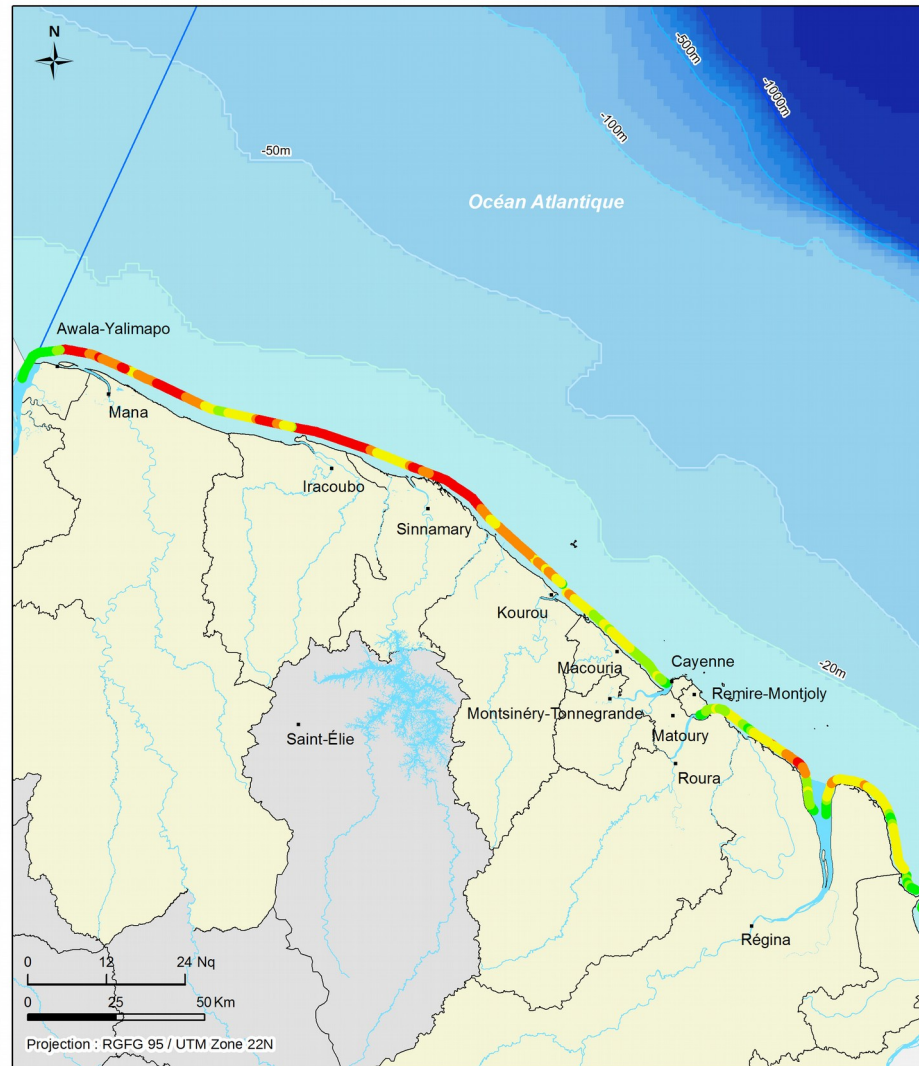 N
-500m
-1000m
-100m
-50m
Océan Atlantique
Awala-Yalimapo
Mana
Iracoubo
Sinnamary
Kourou
Macouria
Cayenne
-20m
Remire-Montjoly
Montsinéry-Tonnegrande
Matoury
Saint-Élie
Roura
Régina
0 12 24 Nq
0 25 50 Km
Projection : RGFG 95 / UTM Zone 22N